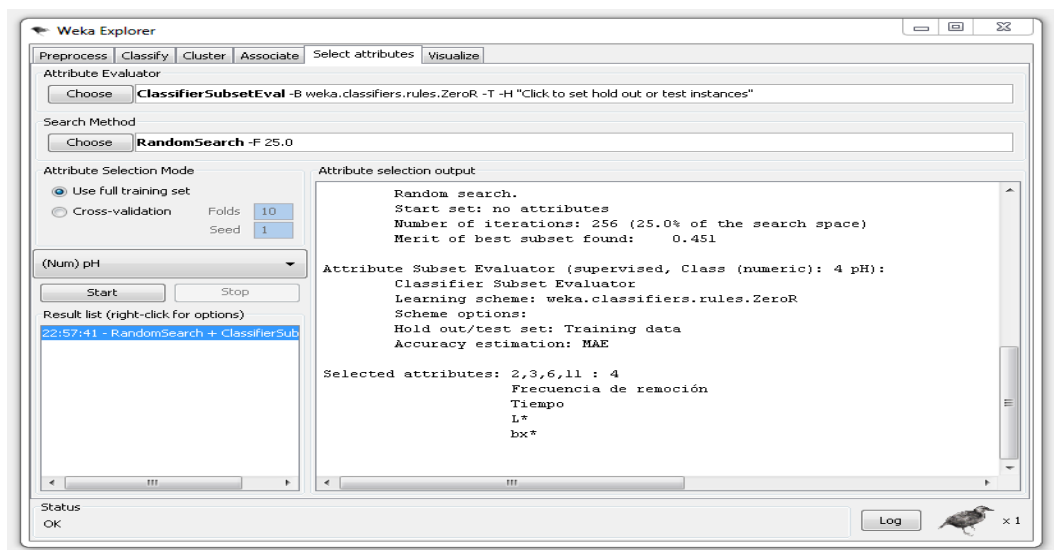 Weka Explorer
Preprocess Classify Cluster Associate Select attributes Visualize
Attribute Evaluator
Choose ClassifierSubsetEval -B weka.classifiers.rules.ZeroR -T -H "Click to set hold out or test instances"
Search Method
Choose RandomSearch -F 25.0
Attribute Selection Mode
Use full training set
Cross-validation Folds 10
Seed 1
(Num) pH
Start Stop
Result list (right-click for options)
22:57:41 - RandomSearch + ClassifierSub
Attribute selection output
Random search.
Start set: no attributes
Number of iterations: 256 (25.0% of the search space)
Merit of best subset found: 0.451
Attribute Subset Evaluator (supervised, Class (numeric): 4 pH):
Classifier Subset Evaluator
Learning scheme: weka.classifiers.rules.ZeroR
Scheme options:
Hold out/test set: Training data
Accuracy estimation: MAE
Selected attributes: 2,3,6,11 : 4
Frecuencia de remoción
Tiempo
L*
bx*
Status
OK
Log x 1